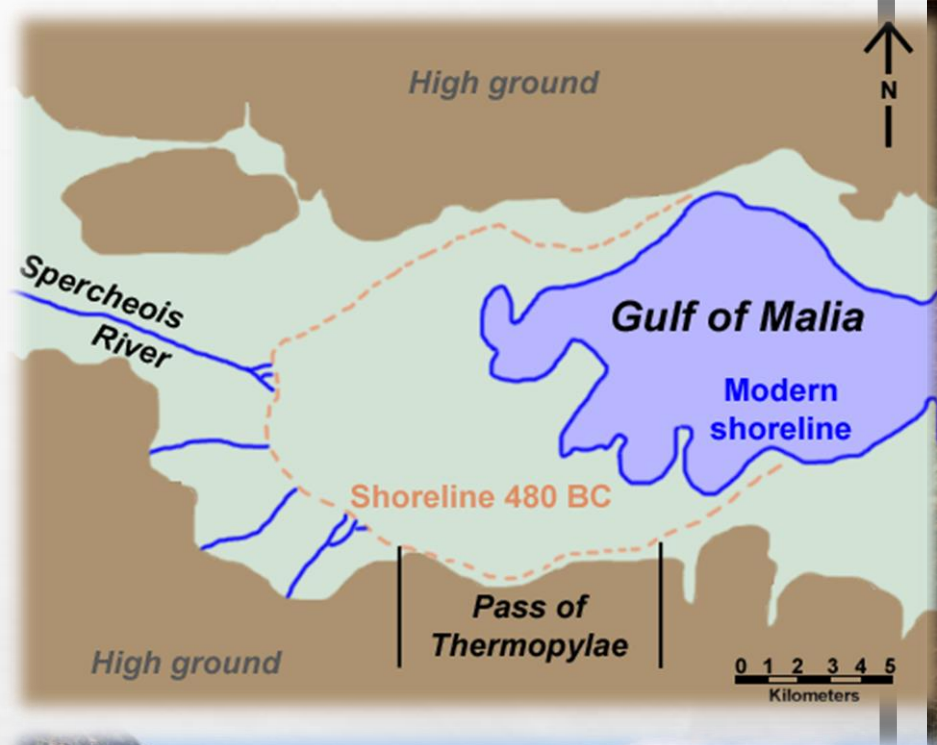 High ground
N
Spercheois
River
Gulf of Malia
Modern
shoreline
Shoreline 480 BC
Pass of
Thermopylae
High ground
0 1 2 3 4 5
Kilometers